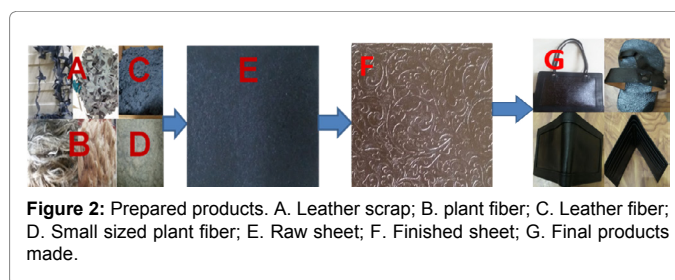 A C E F G
B D
Figure 2: Prepared products. A. Leather scrap; B. plant fiber; C. Leather fiber;
D. Small sized plant fiber; E. Raw sheet; F. Finished sheet; G. Final products
made.